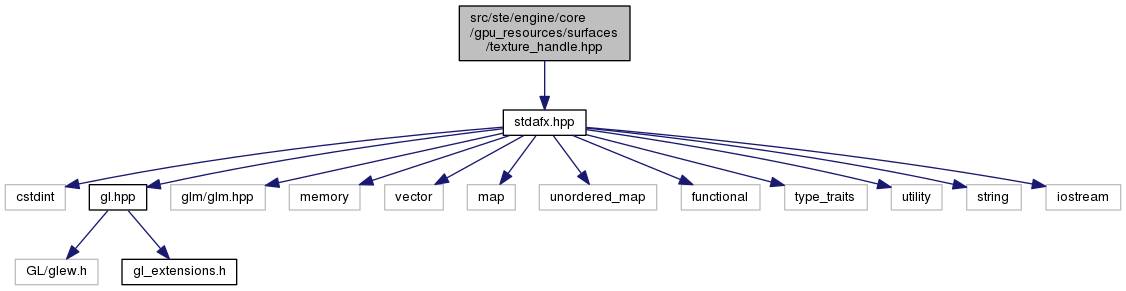 src/ste/engine/core
/gpu_resources/surfaces
/texture_handle.hpp
stdafx.hpp
cstdint
gl.hpp
glm/glm.hpp
memory
vector
map
unordered_map
functional
type_traits
utility
string
iostream
GL/glew.h
gl_extensions.h